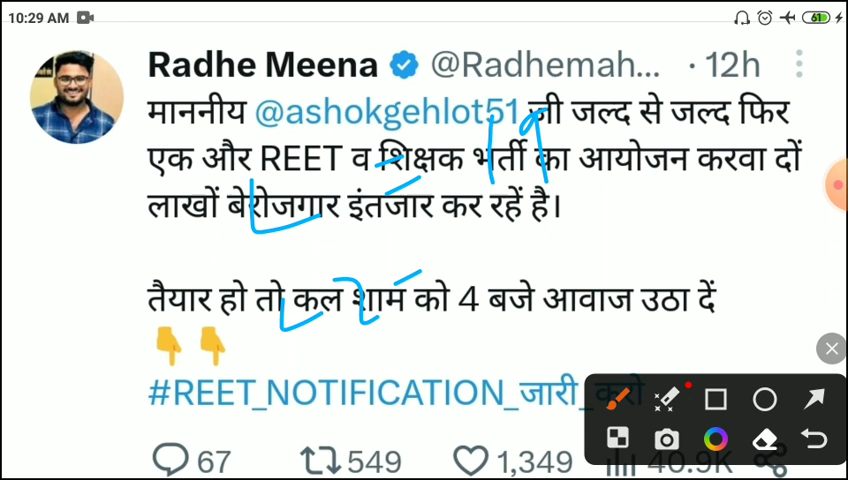 10:29 AM
61
Radhe Meena @Radhemah... · 12h
माननीय @ashokgehlot51 जी जल्द से जल्द फिर
एक और REET व शिक्षक भर्ती का आयोजन करवा दों
लाखों बेरोजगार इंतजार कर रहें है।
तैयार हो तो कल शाम को 4 बजे आवाज उठा दें
#REET_NOTIFICATION_जारी_करो
67 549 1,349 40.9K